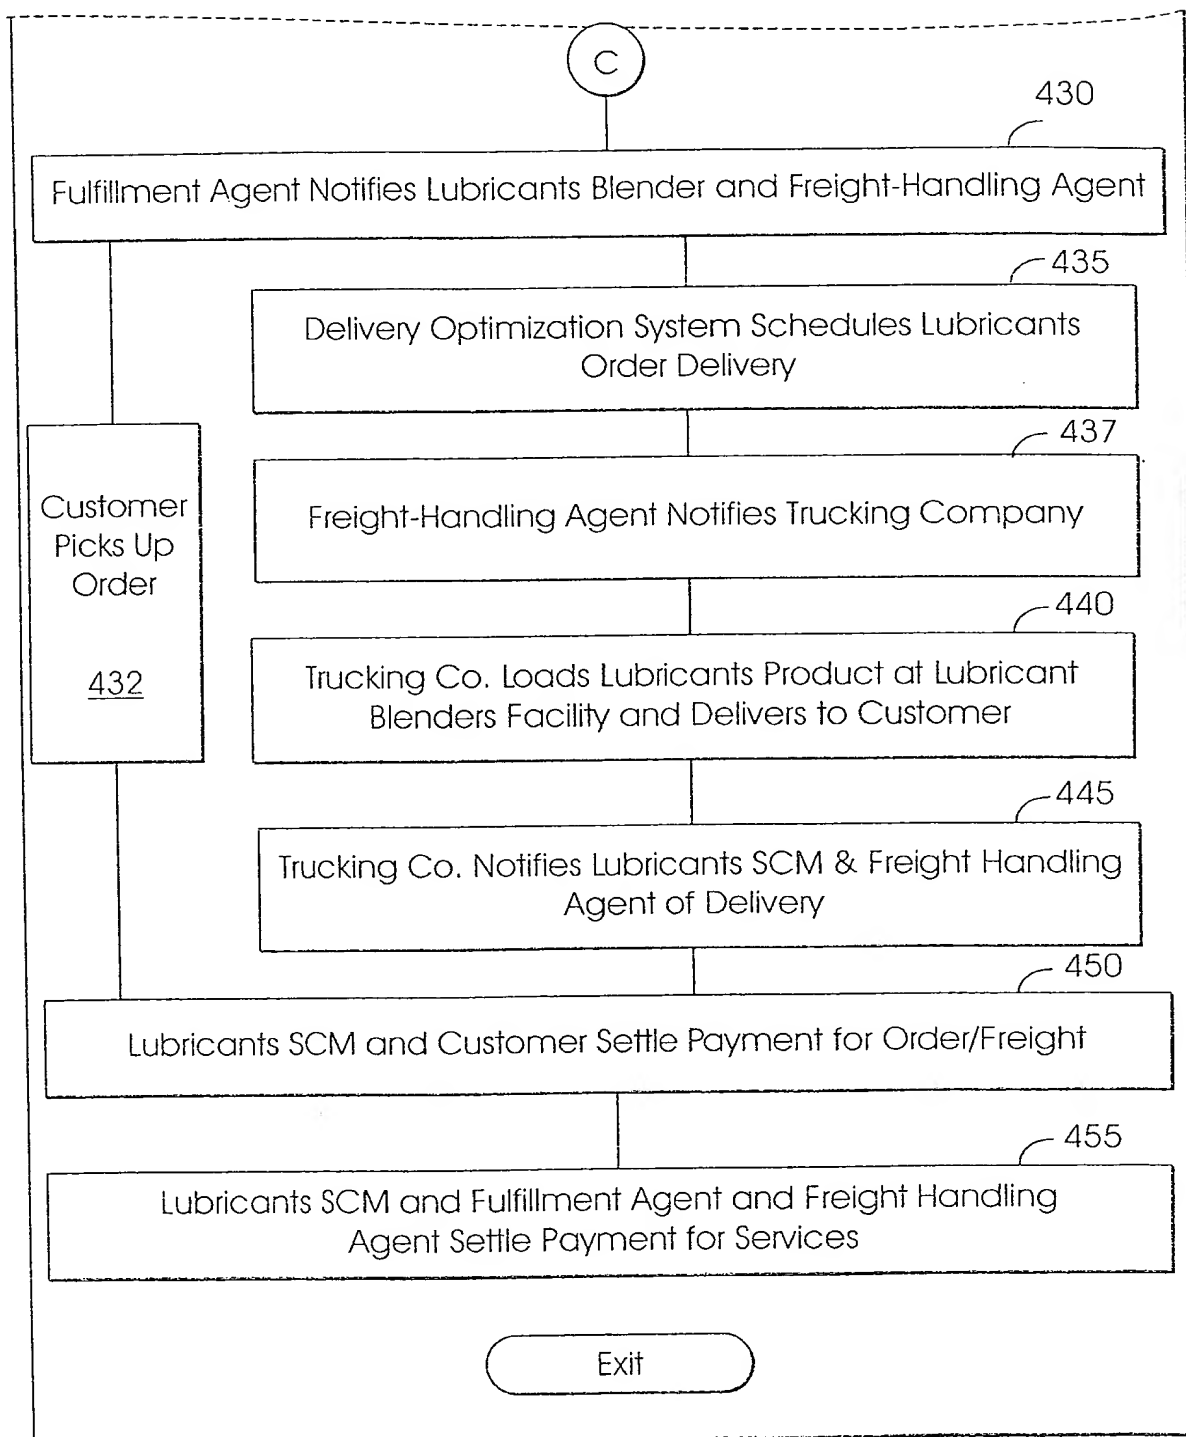 C
430
Fulfillment Agent Notifies Lubricants Blender and Freight-Handling Agent
435
Delivery Optimization System Schedules Lubricants
Order Delivery
437
Freight-Handling Agent Notifies Trucking Company
Customer
Picks Up
Order
432
440
Trucking Co. Loads Lubricants Product at Lubricant
Blenders Facility and Delivers to Customer
445
Trucking Co. Notifies Lubricants SCM & Freight Handling
Agent of Delivery
450
Lubricants SCM and Customer Settle Payment for Order/Freight
455
Lubricants SCM and Fulfillment Agent and Freight Handling
Agent Settle Payment for Services
Exit